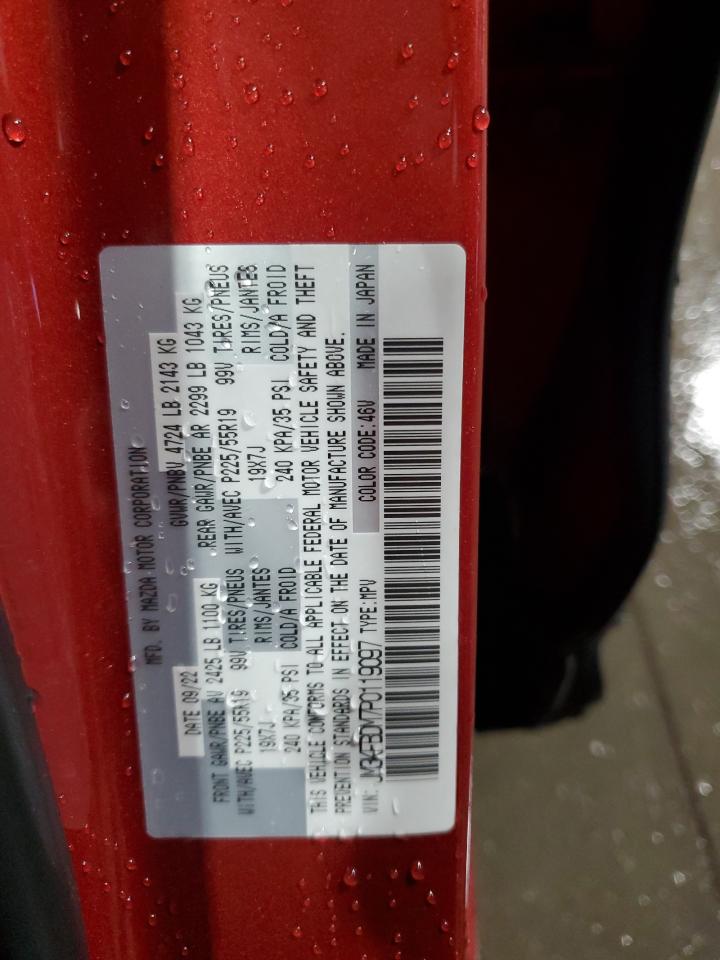 MFD. BY MAZDA MOTOR CORPORATION
DATE 09/22 GVWR/PNBV 4724 LB 2143 KG
FRONT GAWR/PNBE AV 2425 LB 1100 KG REAR GAWR/PNBE AR 2299 LB 1043 KG
WITH/AVEC P225/55R19 99V TIRES/PNEUS WITH/AVEC P225/55R19 99V TIRES/PNEUS
19X7J RIMS/JANTES 19X7J RIMS/JANTES
240 KPA/35 PSI COLD/A FROID 240 KPA/35 PSI COLD/A FROID
THIS VEHICLE CONFORMS TO ALL APPLICABLE FEDERAL MOTOR VEHICLE SAFETY AND THEFT
PREVENTION STANDARDS IN EFFECT ON THE DATE OF MANUFACTURE SHOWN ABOVE.
VIN: JM3KFBDM7P0119097 TYPE:MPV COLOR CODE:46V MADE IN JAPAN